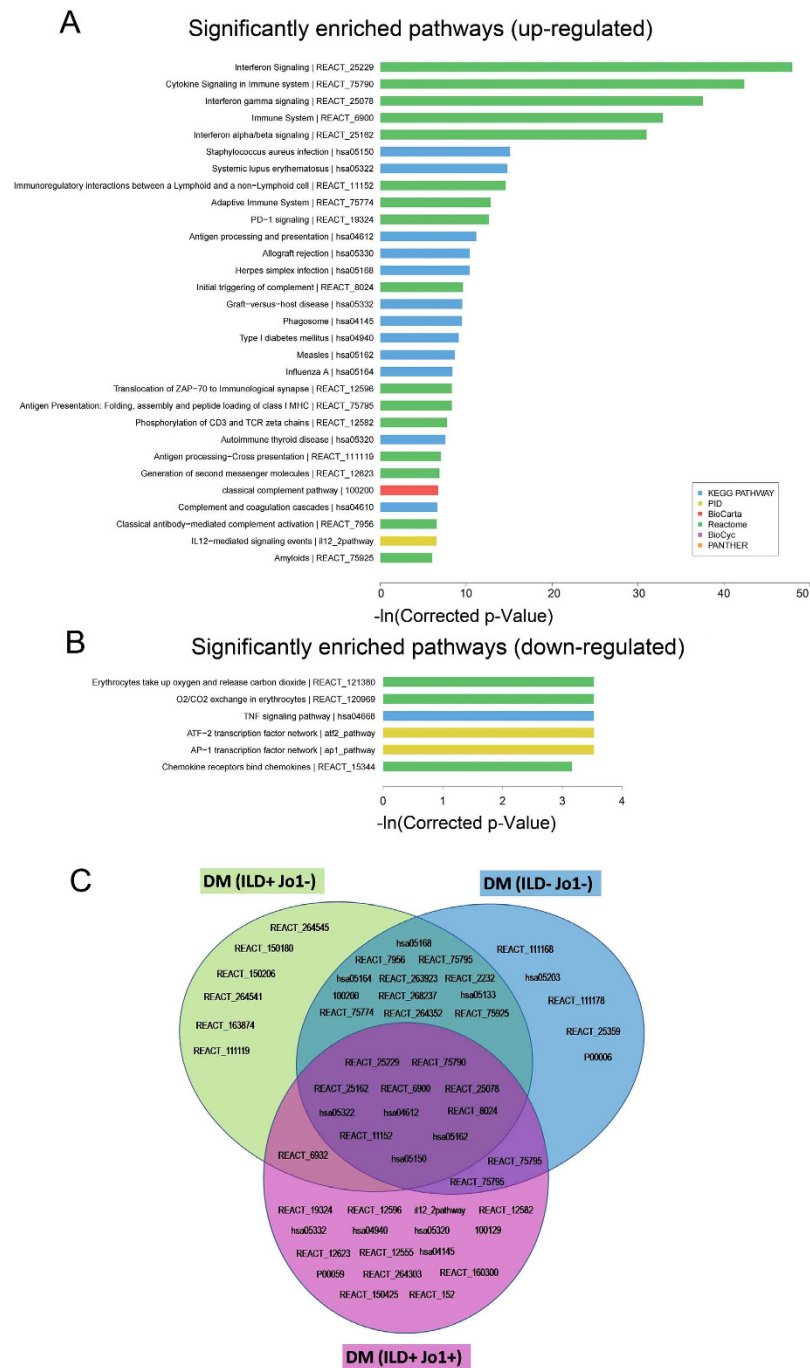 A
Significantly enriched pathways (up-regulated)
Interferon Signaling | REACT_25229
Cytokine Signaling in Immune system | REACT_75790
Interferon gamma signaling | REACT_25078
Immune System | REACT_6900
Interferon alpha/beta signaling | REACT_25162
Staphylococcus aureus infection | hsa05150
Systemic lupus erythematosus | hsa05322
Immunoregulatory interactions between a Lymphoid and a non-Lymphoid cell | REACT_11152
Adaptive Immune System | REACT_75774
PD-1 signaling | REACT_19324
Antigen processing and presentation | hsa04612
Allograft rejection | hsa05330
Herpes simplex infection | hsa05168
Initial triggering of complement | REACT_8024
Graft-versus-host disease | hsa05332
Phagosome | hsa04145
Type I diabetes mellitus | hsa04940
Measles | hsa05162
Influenza A | hsa05164
Translocation of ZAP-70 to Immunological synapse | REACT_12596
Antigen Presentation: Folding, assembly and peptide loading of class I MHC | REACT_75795
Phosphorylation of CD3 and TCR zeta chains | REACT_12582
Autoimmune thyroid disease | hsa05320
Antigen processing-Cross presentation | REACT_111119
Generation of second messenger molecules | REACT_12623
classical complement pathway | 100200
Complement and coagulation cascades | hsa04610
Classical antibody-mediated complement activation | REACT_7956
IL12-mediated signaling events | il12_2pathway
Amyloids | REACT_75925
KEGG PATHWAY
PID
BioCarta
Reactome
BioCyc
PANTHER
0 10 20 30 40 50
-ln(Corrected p-Value)
B
Significantly enriched pathways (down-regulated)
Erythrocytes take up oxygen and release carbon dioxide | REACT_121380
O2/CO2 exchange in erythrocytes | REACT_120969
TNF signaling pathway | hsa04668
ATF-2 transcription factor network | atf2_pathway
AP-1 transcription factor network | ap1_pathway
Chemokine receptors bind chemokines | REACT_15344
0 1 2 3 4
-ln(Corrected p-Value)
C
DM (ILD+ Jo1-)
DM (ILD- Jo1-)
REACT_264545
REACT_150180
REACT_150206
REACT_264541
REACT_163874
REACT_111119
hsa05168
REACT_7956 REACT_75795
hsa05164 REACT_263923 REACT_2232
100200 REACT_268237 hsa05133
REACT_75774 REACT_264352 REACT_75925
REACT_111168
hsa05203
REACT_111178
REACT_25359
P00006
REACT_25229 REACT_75790
REACT_25162 REACT_6900 REACT_25078
hsa05322 hsa04612 REACT_8024
REACT_11152 hsa05162
hsa05150
REACT_6932
REACT_75795
REACT_75795
REACT_19324 REACT_12596 il12_2pathway REACT_12582
hsa05332 hsa04940 hsa05320 100129
REACT_12623 REACT_12555 hsa04145
P00059 REACT_264303 REACT_160300
REACT_150425 REACT_152
DM (ILD+ Jo1+)